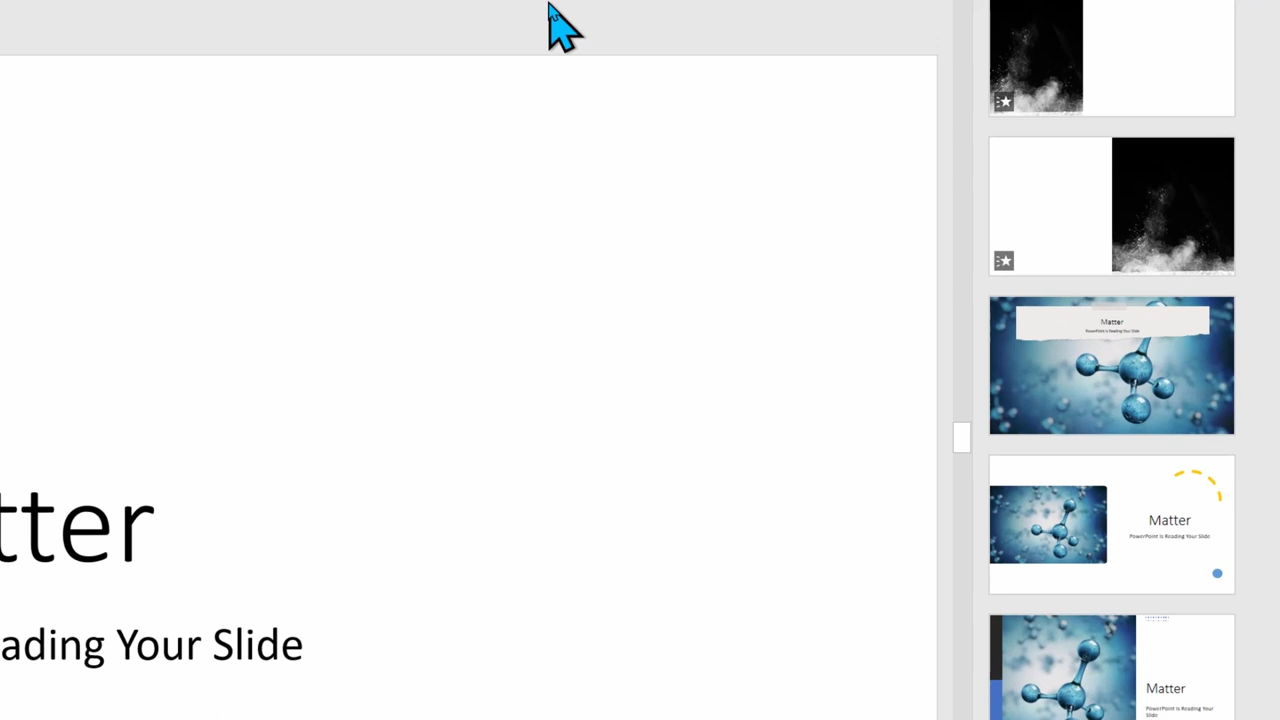 tter
ading Your Slide
Matter
PowerPoint is Reading Your Slide
Matter
PowerPoint is Reading Your Slide
Matter
PowerPoint is Reading Your
Slide